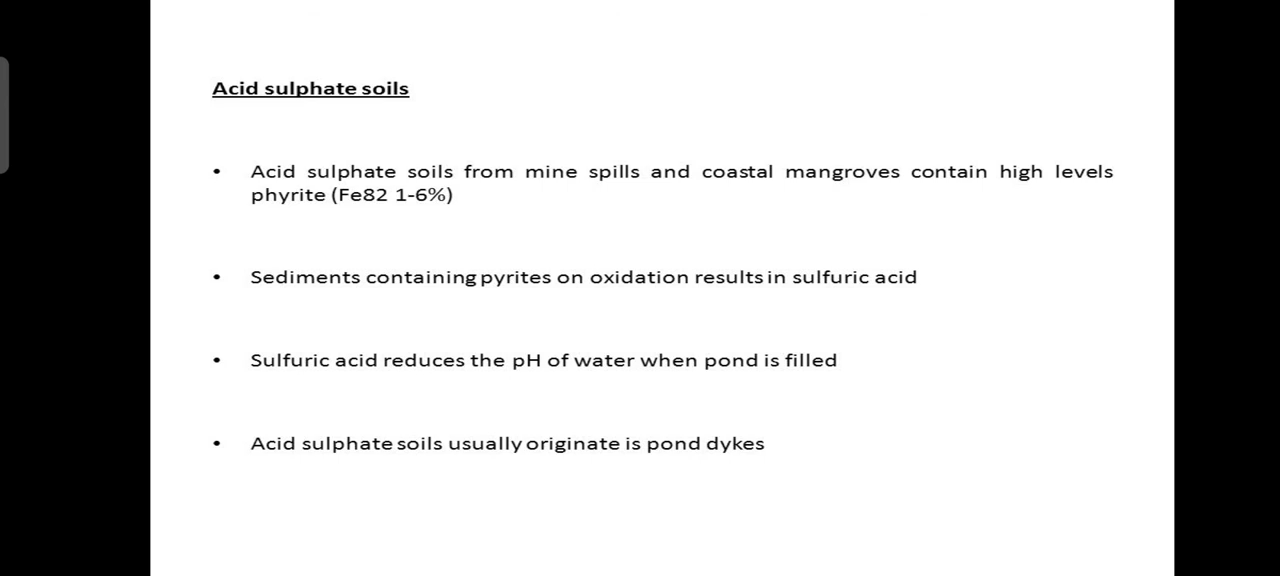 Acid sulphate soils
• Acid sulphate soils from mine spills and coastal mangroves contain high levels
phyrite (Fe82 1-6%)
• Sediments containing pyrites on oxidation results in sulfuric acid
• Sulfuric acid reduces the pH of water when pond is filled
• Acid sulphate soils usually originate is pond dykes